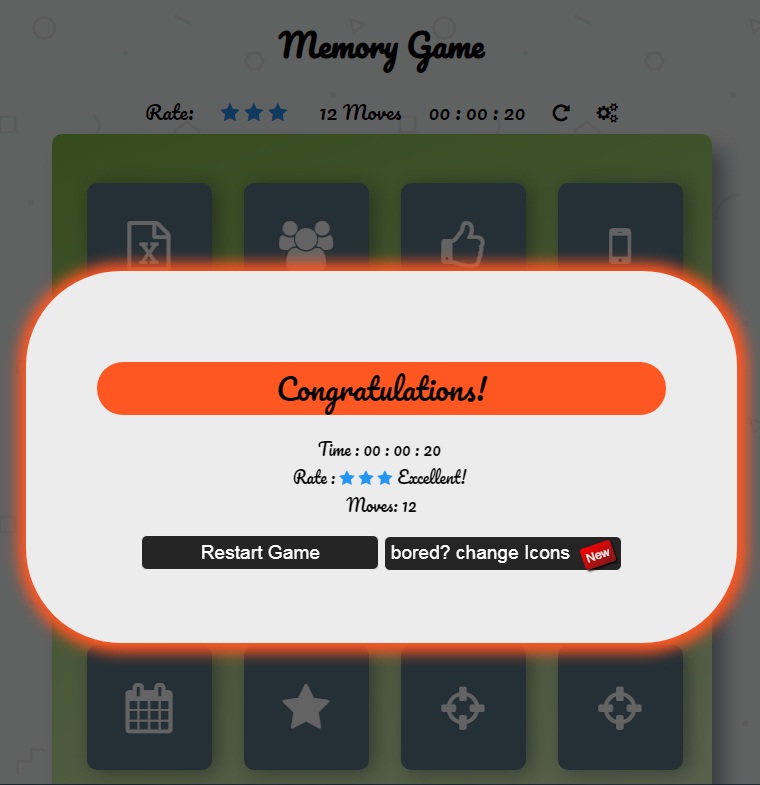 Memory Game
Rate: 12 Moves 00 : 00 : 20
X
Congratulations!
Time : 00 : 00 : 20
Rate : Excellent!
Moves: 12
Restart Game bored? change Icons New